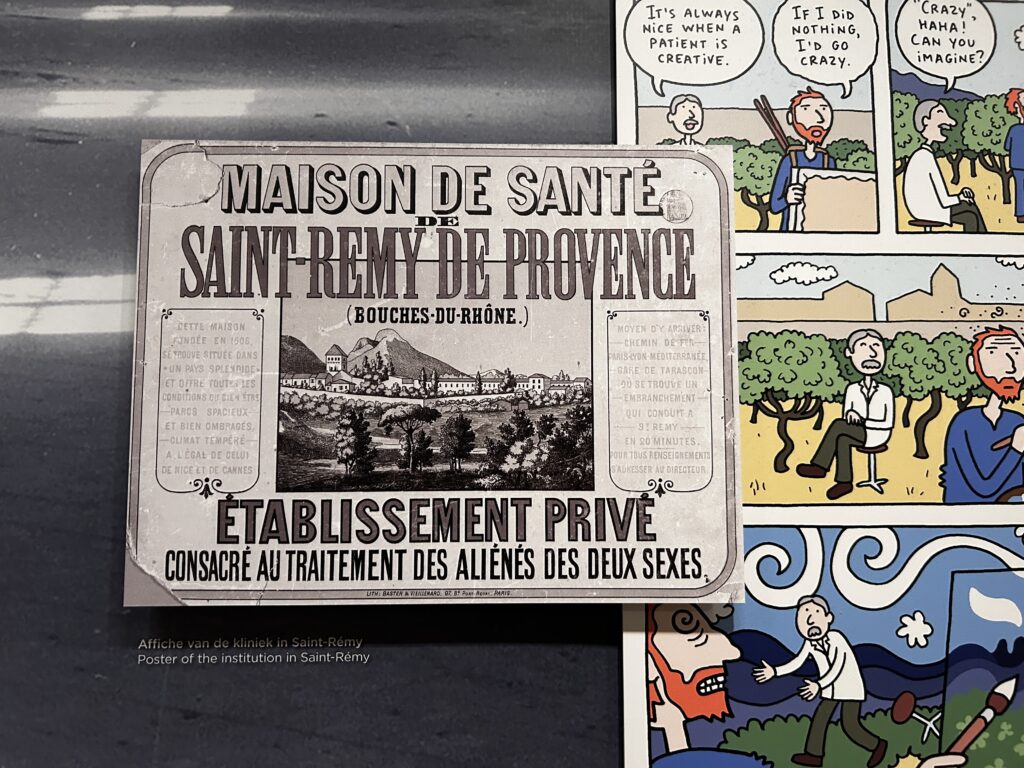 MAISON DE SANTÉ
DE
SAINT-REMY DE PROVENCE
(BOUCHES-DU-RHÔNE.)
CETTE MAISON
FONDÉE EN 1806,
SE TROUVE SITUÉE DANS
UN PAYS SPLENDIDE
ET OFFRE TOUTES LES
CONDITIONS DU BIEN ÊTRE
PARCS SPACIEUX
ET BIEN OMBRAGÉS,
CLIMAT TEMPÉRÉ
A L'ÉGAL DE CELUI
DE NICE ET DE CANNES
MOYEN D'Y ARRIVER:
CHEMIN DE FER
PARIS-LYON-MÉDITERRANÉE,
GARE DE TARASCON
OU SE TROUVE UN
EMBRANCHEMENT
QUI CONDUIT A
ST REMY
EN 20 MINUTES.
POUR TOUS RENSEIGNEMENTS
S'ADRESSER AU DIRECTEUR.
ÉTABLISSEMENT PRIVÉ
CONSACRÉ AU TRAITEMENT DES ALIÉNÉS DES DEUX SEXES.
LITH. BASTER & VIEILLEMARD, PARIS.
Affiche van de kliniek in Saint-Rémy
Poster of the institution in Saint-Rémy
IT'S ALWAYS
NICE WHEN A
PATIENT IS
CREATIVE.
IF I DID
NOTHING,
I'D GO
CRAZY.
"CRAZY",
HAHA!
CAN YOU
IMAGINE?